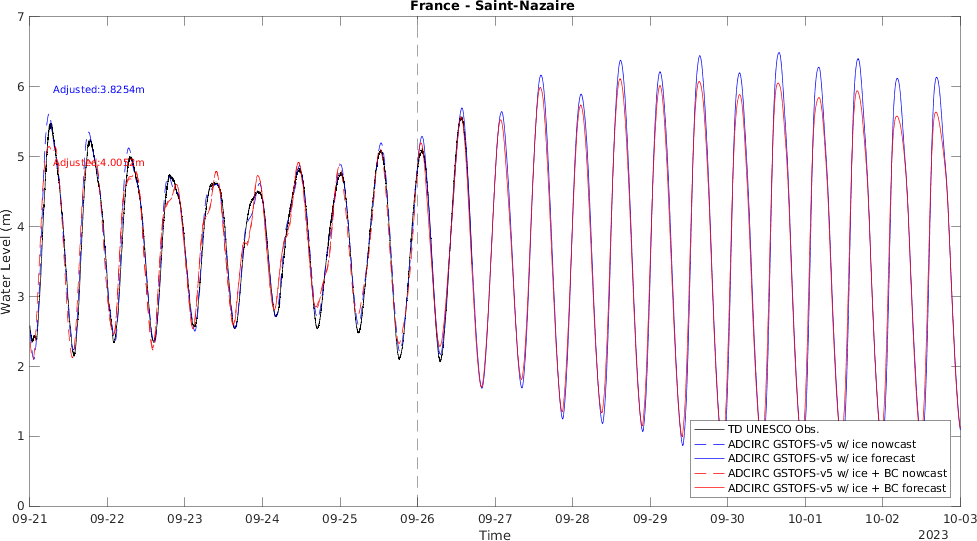 France - Saint-Nazaire
7
6
5
4
3
2
1
0
Water Level (m)
Adjusted:3.8254m
TD UNESCO Obs.
ADCIRC GSTOFS-v5 w/ ice nowcast
ADCIRC GSTOFS-v5 w/ ice forecast
ADCIRC GSTOFS-v5 w/ ice + BC nowcast
ADCIRC GSTOFS-v5 w/ ice + BC forecast
09-21 09-22 09-23 09-24 09-25 09-26 09-27 09-28 09-29 09-30 10-01 10-02 10-03
Time
2023